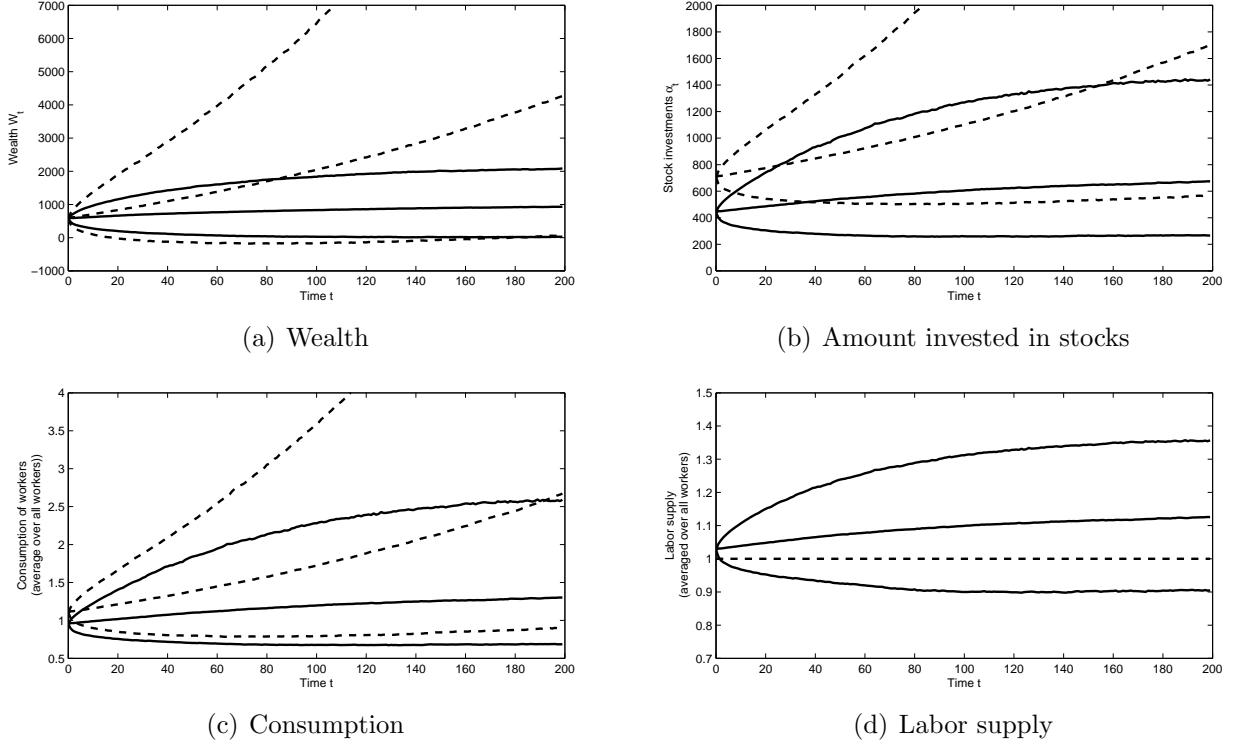 7000
6000
5000
4000
3000
2000
1000
0
−1000
0 20 40 60 80 100 120 140 160 180 200
Time t
Wealth W_t
(a) Wealth
2000
1800
1600
1400
1200
1000
800
600
400
200
0
0 20 40 60 80 100 120 140 160 180 200
Time t
Stock investments α_t
(b) Amount invested in stocks
4
3.5
3
2.5
2
1.5
1
0.5
0 20 40 60 80 100 120 140 160 180 200
Time t
Consumption of workers
(average over all workers))
(c) Consumption
1.5
1.4
1.3
1.2
1.1
1
0.9
0.8
0.7
0 20 40 60 80 100 120 140 160 180 200
Time t
Labor supply
(averaged over all workers)
(d) Labor supply